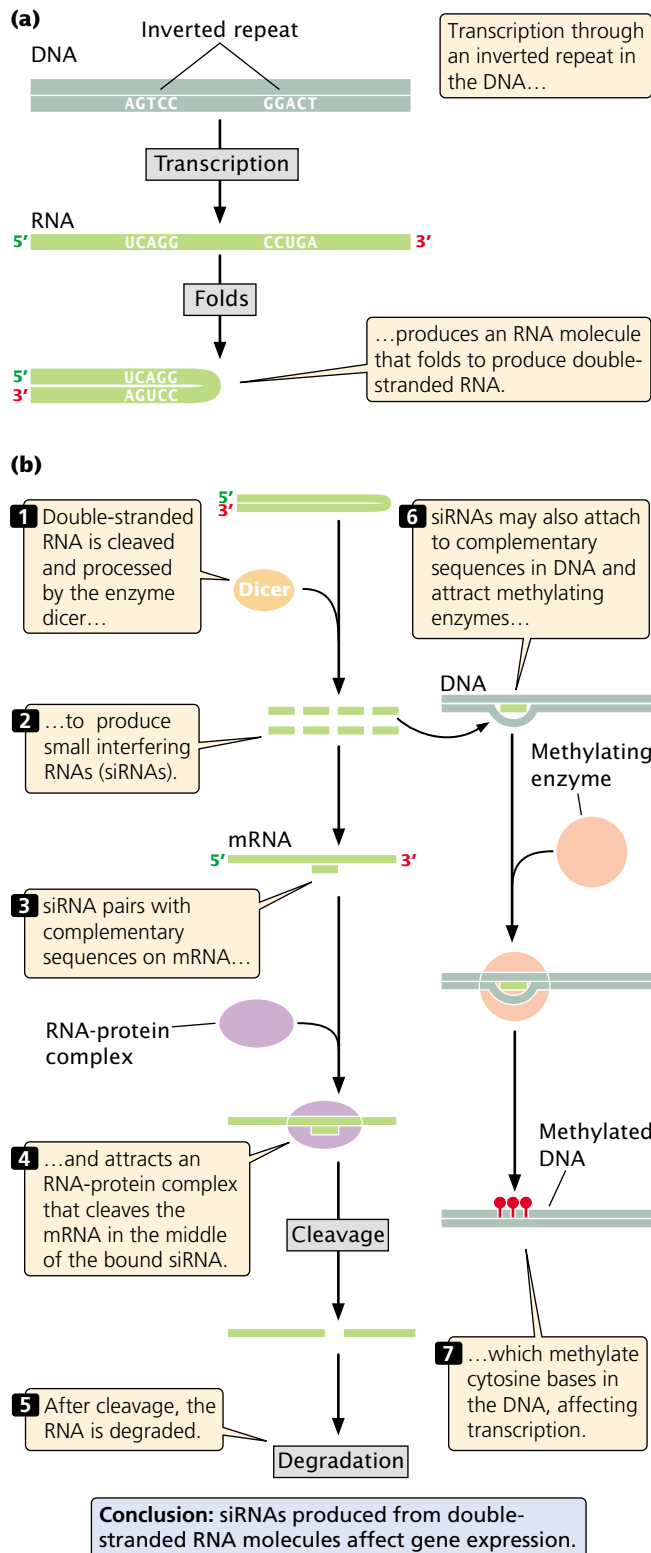 (a)
Inverted repeat
DNA
AGTCC GGACT
Transcription through
an inverted repeat in
the DNA…
Transcription
RNA
5’ UCAGG CCUGA 3’
Folds
…produces an RNA molecule
that folds to produce double-
stranded RNA.
5’ UCAGG
3’ AGUCC
(b)
5’
3’
1 Double-stranded
RNA is cleaved
and processed
by the enzyme
dicer…
Dicer
2 …to produce
small interfering
RNAs (siRNAs).
mRNA
5’ 3’
3 siRNA pairs with
complementary
sequences on mRNA…
RNA-protein
complex
4 …and attracts an
RNA-protein complex
that cleaves the
mRNA in the middle
of the bound siRNA.
Cleavage
5 After cleavage, the
RNA is degraded.
Degradation
6 siRNAs may also attach
to complementary
sequences in DNA and
attract methylating
enzymes…
DNA
Methylating
enzyme
Methylated
DNA
7 …which methylate
cytosine bases in
the DNA, affecting
transcription.
Conclusion: siRNAs produced from double-
stranded RNA molecules affect gene expression.